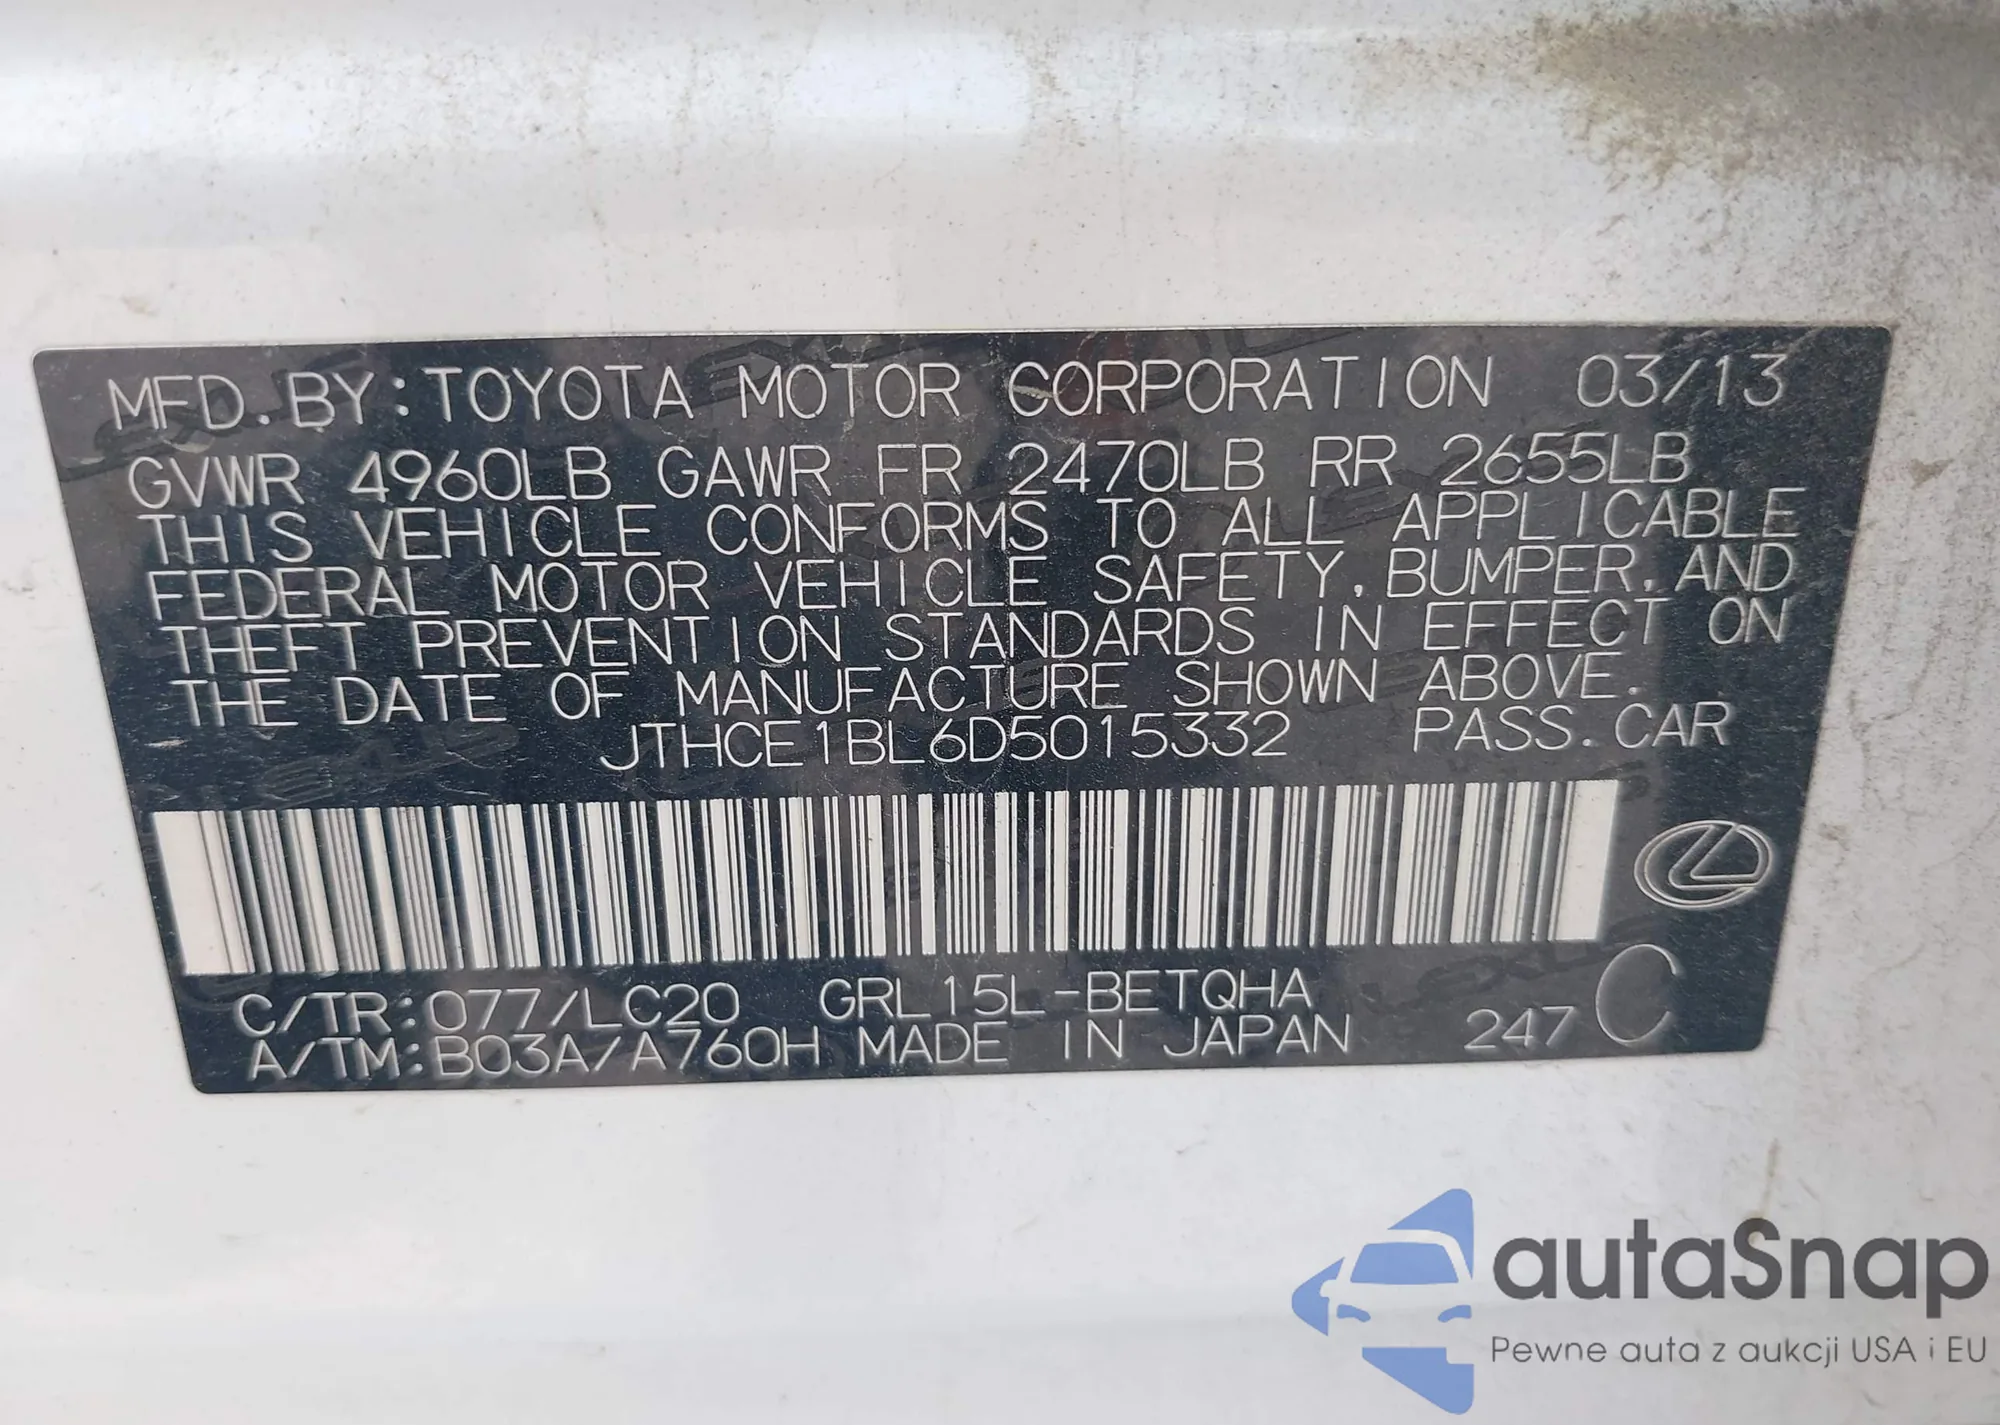 MFD. BY: TOYOTA MOTOR CORPORATION 03/13
GVWR 4960LB GAWR FR 2470LB RR 2655LB
THIS VEHICLE CONFORMS TO ALL APPLICABLE
FEDERAL MOTOR VEHICLE SAFETY, BUMPER, AND
THEFT PREVENTION STANDARDS IN EFFECT ON
THE DATE OF MANUFACTURE SHOWN ABOVE.
JTHCE1BL6D5015332 PASS. CAR
C/TR:077/LC20 GRL15L-BETQHA
A/TM:B03A/A760H MADE IN JAPAN 247 C
autaSnap
Pewne auta z aukcji USA i EU